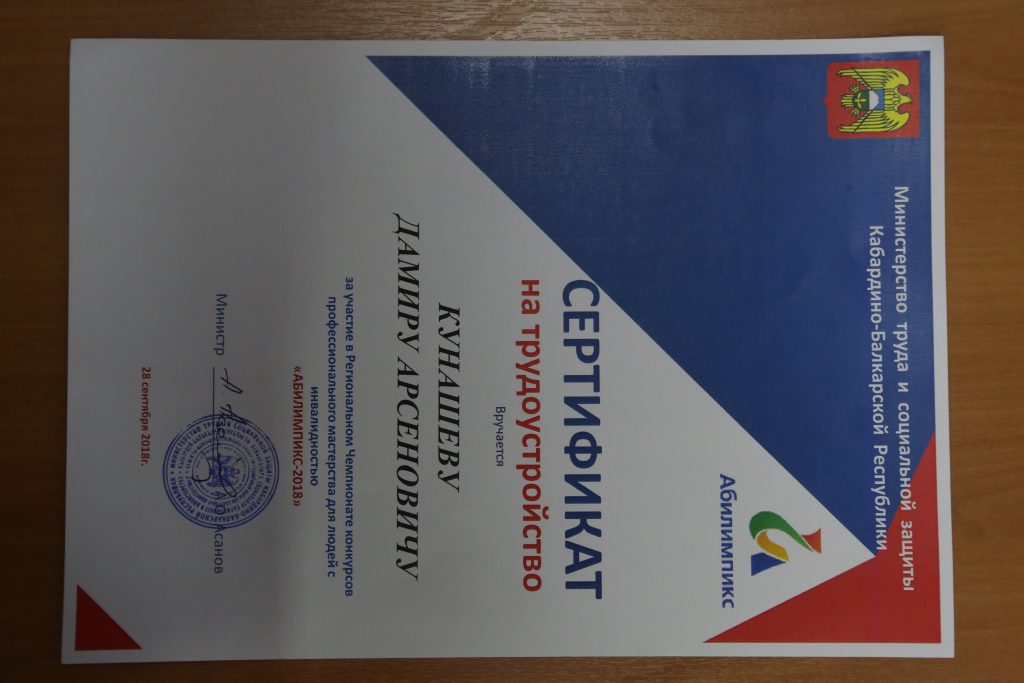 Министерство труда и социальной защиты
Кабардино-Балкарской Республики
Абилимпикс
СЕРТИФИКАТ
на трудоустройство
Вручается
КУНАШЕВУ
ДАМИРУ АРСЕНОВИЧУ
за участие в Региональном Чемпионате конкурсов
профессионального мастерства для людей с
инвалидностью
«АБИЛИМПИКС-2018»
Министр Асанов
28 сентября 2018г.